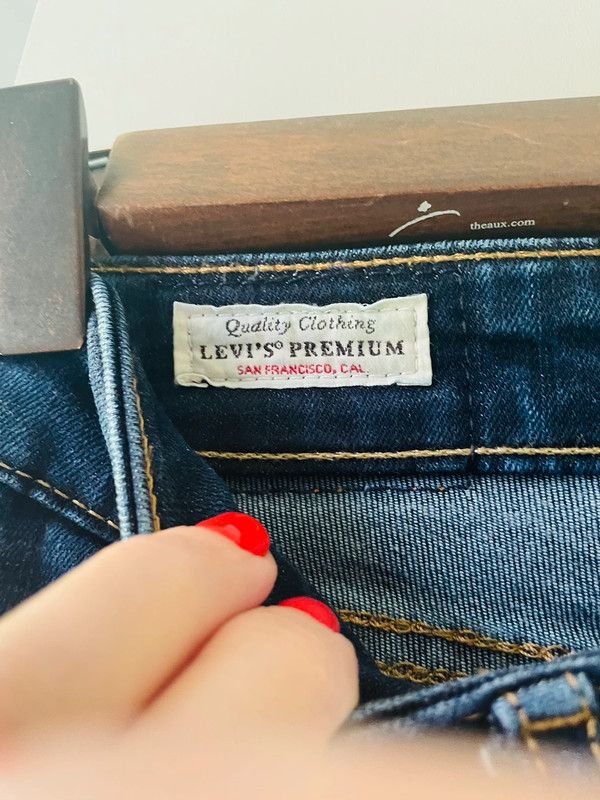 theaux.com
Quality Clothing
LEVI'S® PREMIUM
SAN FRANCISCO, CAL